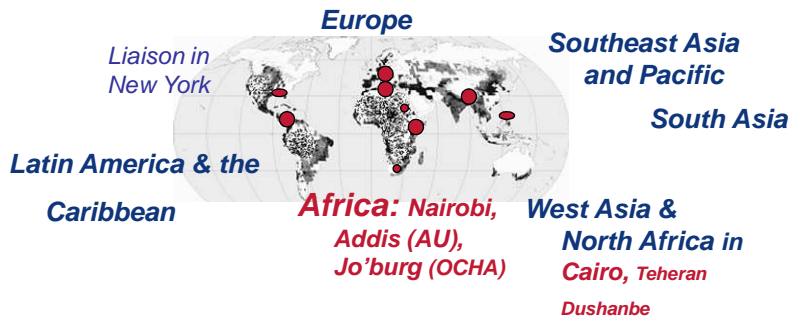 Europe
Liaison in
New York
Southeast Asia
and Pacific
South Asia
Latin America & the
Caribbean
Africa: Nairobi,
Addis (AU),
Jo’burg (OCHA)
West Asia &
North Africa in
Cairo, Teheran
Dushanbe